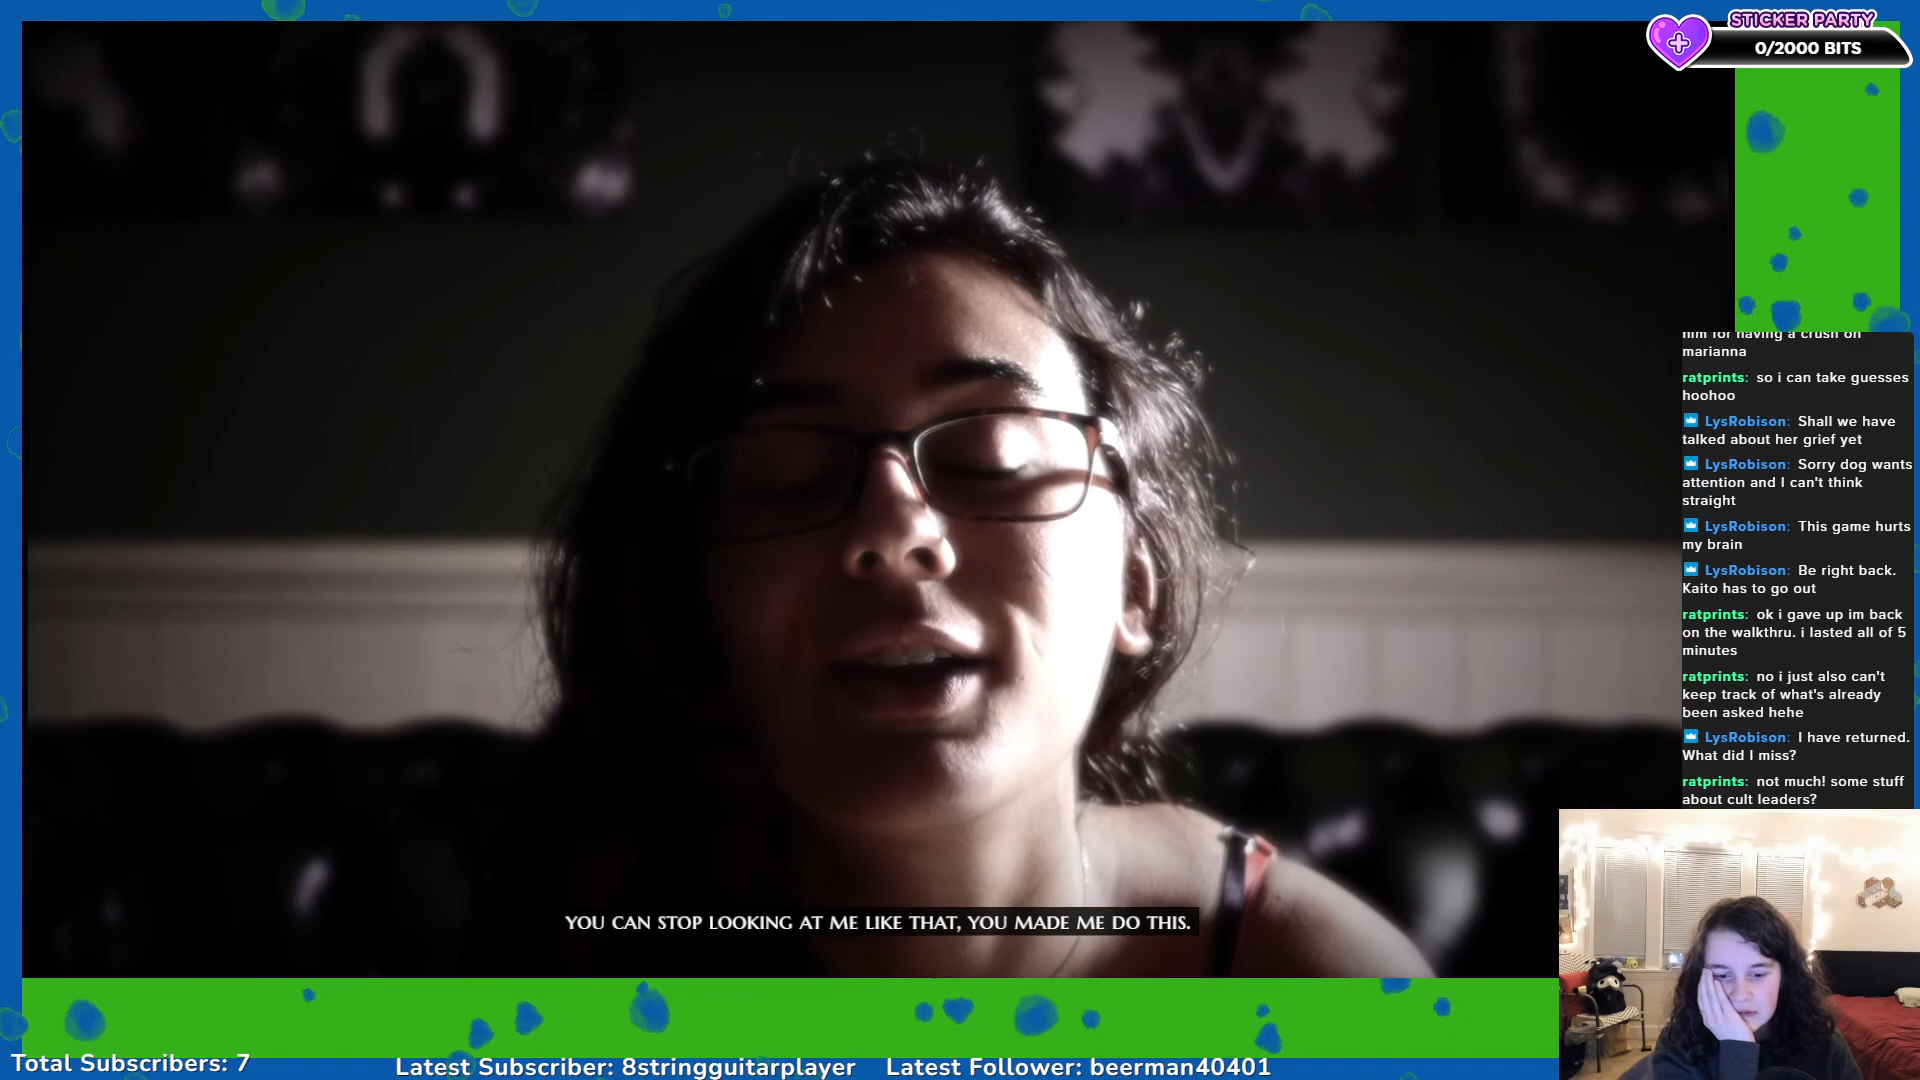 STICKER PARTY
0/2000 BITS
him for having a crush on
marianna
ratprints: so i can take guesses
hoohoo
LysRobison: Shall we have
talked about her grief yet
LysRobison: Sorry dog wants
attention and I can't think
straight
LysRobison: This game hurts
my brain
LysRobison: Be right back.
Kaito has to go out
ratprints: ok i gave up im back
on the walkthru. i lasted all of 5
minutes
ratprints: no i just also can't
keep track of what's already
been asked hehe
LysRobison: I have returned.
What did I miss?
ratprints: not much! some stuff
about cult leaders?
YOU CAN STOP LOOKING AT ME LIKE THAT, YOU MADE ME DO THIS.
Total Subscribers: 7
Latest Subscriber: 8stringguitarplayer
Latest Follower: beerman40401